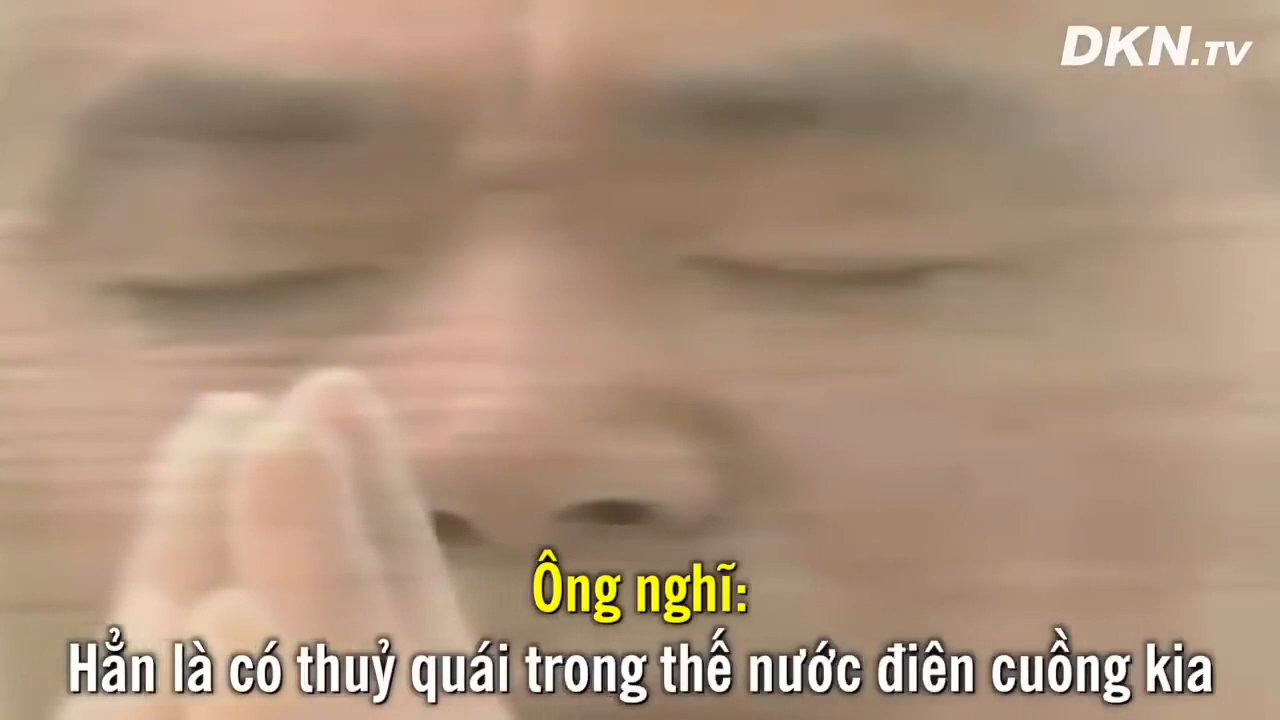 DKN.TV
Ông nghĩ:
Hẳn là có thuỷ quái trong thế nước điên cuồng kia